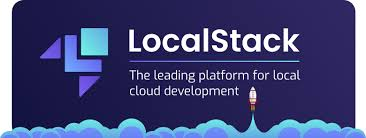 LocalStack
The leading platform for local
cloud development